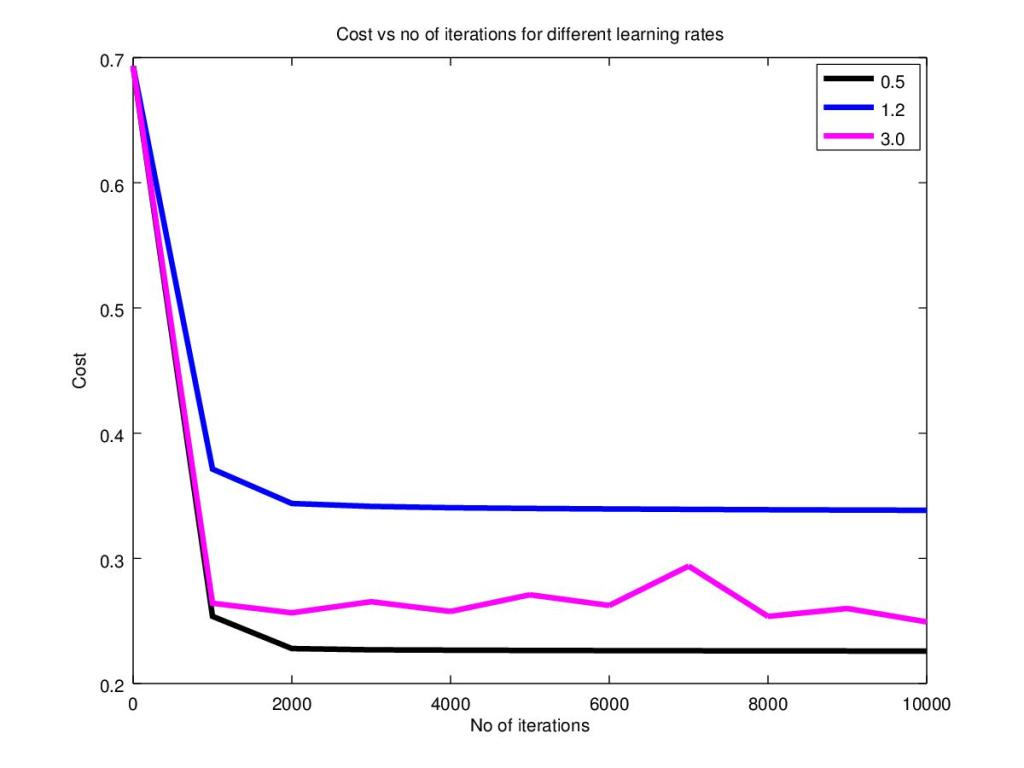 Cost vs no of iterations for different learning rates
0.7
0.6
0.5
0.4
0.3
0.2
Cost
0.5
1.2
3.0
0 2000 4000 6000 8000 10000
No of iterations